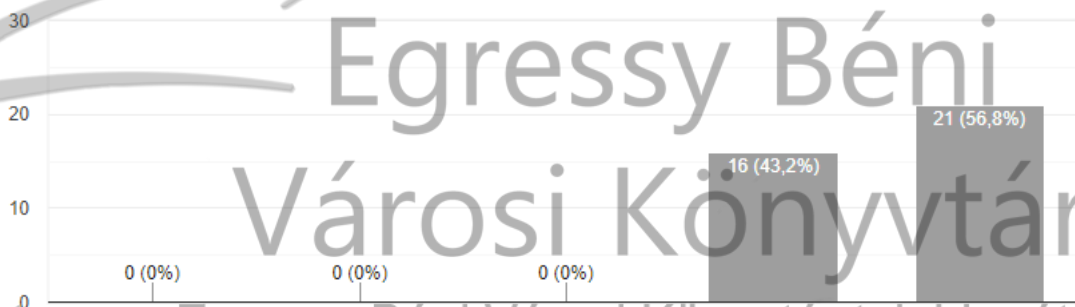 30
Egressy Béni
20
21 (56,8%)
16 (43,2%)
Városi Könyvtár
10
0 (0%) 0 (0%) 0 (0%)
0